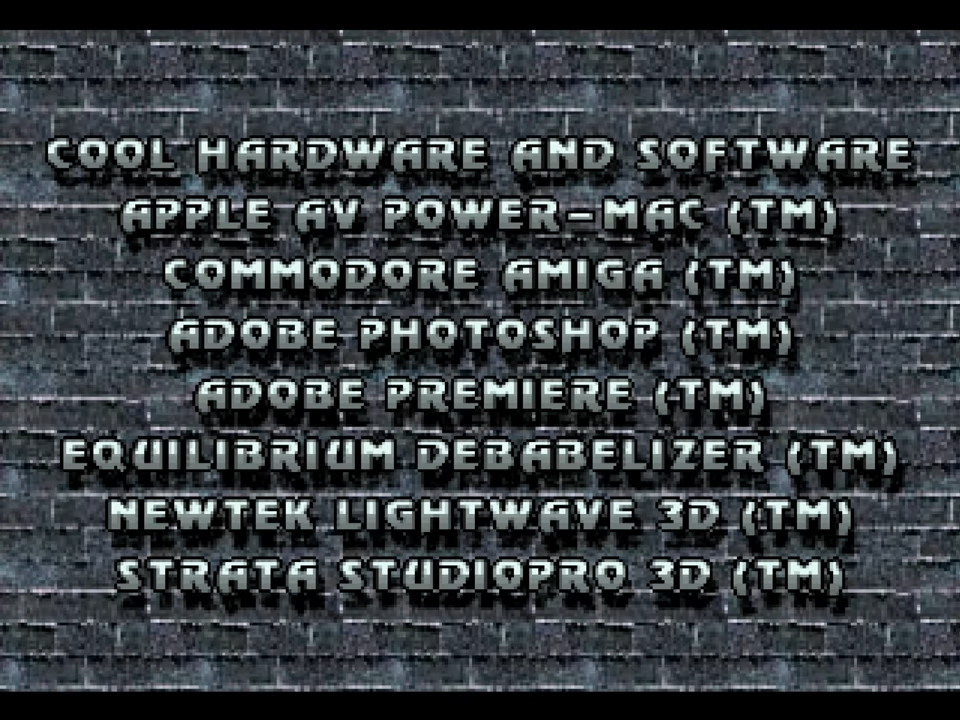 COOL HARDWARE AND SOFTWARE
APPLE AV POWER-MAC (TM)
COMMODORE AMIGA (TM)
ADOBE PHOTOSHOP (TM)
ADOBE PREMIERE (TM)
EQUILIBRIUM DEBABELIZER (TM)
NEWTEK LIGHTWAVE 3D (TM)
STRATA STUDIOPRO 3D (TM)